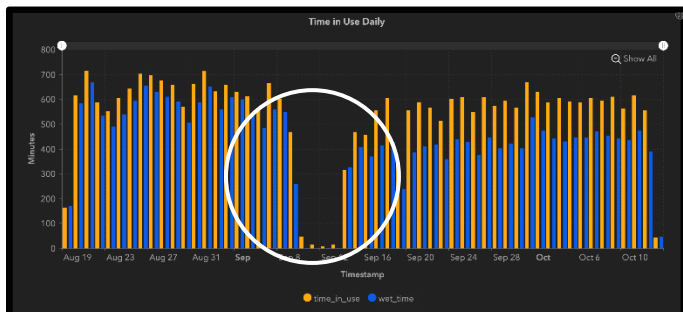 Time in Use Daily
Show All
800
700
600
500
400
300
200
100
0
Minutes
Aug 19 Aug 23 Aug 27 Aug 31 Sep Sep 8 Sep 16 Sep 20 Sep 24 Sep 28 Oct Oct 6 Oct 10
Timestamp
time_in_use wet_time